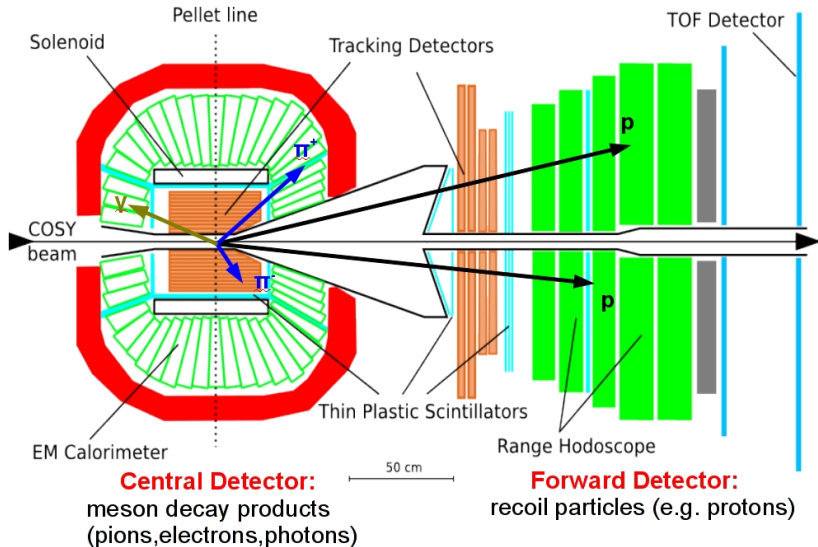 Pellet line
Solenoid
Tracking Detectors
TOF Detector
π+
p
γ
COSY
beam
π-
p
Thin Plastic Scintillators
Range Hodoscope
EM Calorimeter
50 cm
Central Detector:
meson decay products
(pions,electrons,photons)
Forward Detector:
recoil particles (e.g. protons)